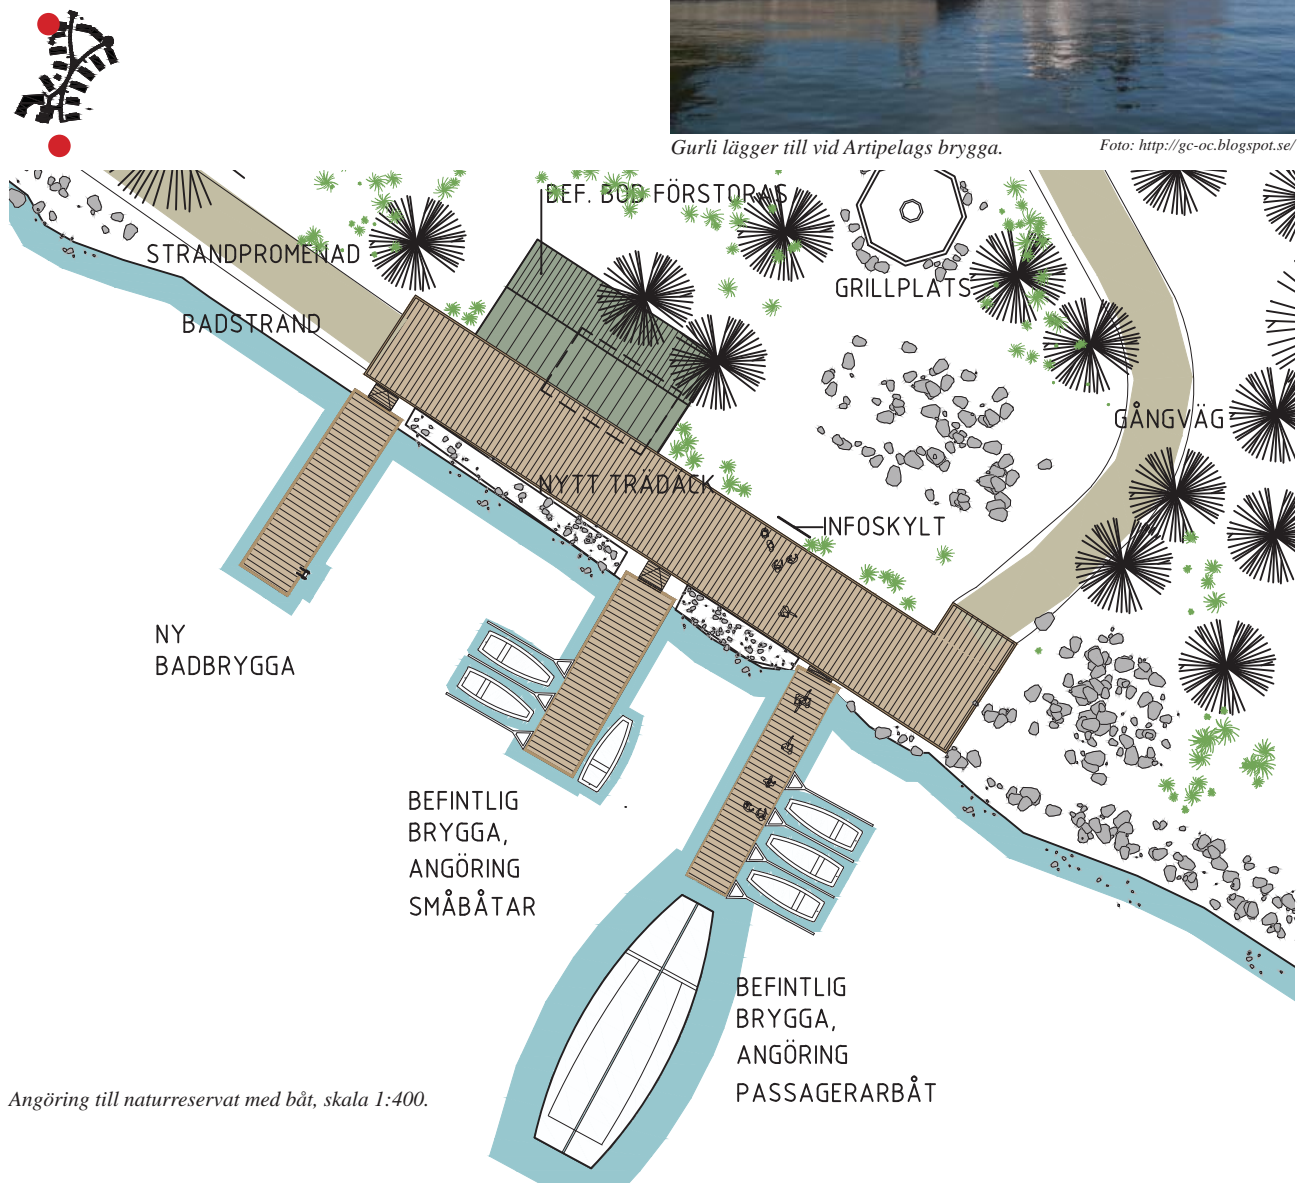 Gurli lägger till vid Artipelags brygga.
Foto: http://gc-oc.blogspot.se/
BEF. BOD FÖRSTORAS
STRANDPROMENAD
GRILLPLATS
BADSTRAND
GÅNGVÄG
NYTT TRÄDÄCK
INFOSKYLT
NY
BADBRYGGA
BEFINTLIG
BRYGGA,
ANGÖRING
SMÅBÅTAR
BEFINTLIG
BRYGGA,
ANGÖRING
PASSAGERARBÅT
Angöring till naturreservat med båt, skala 1:400.